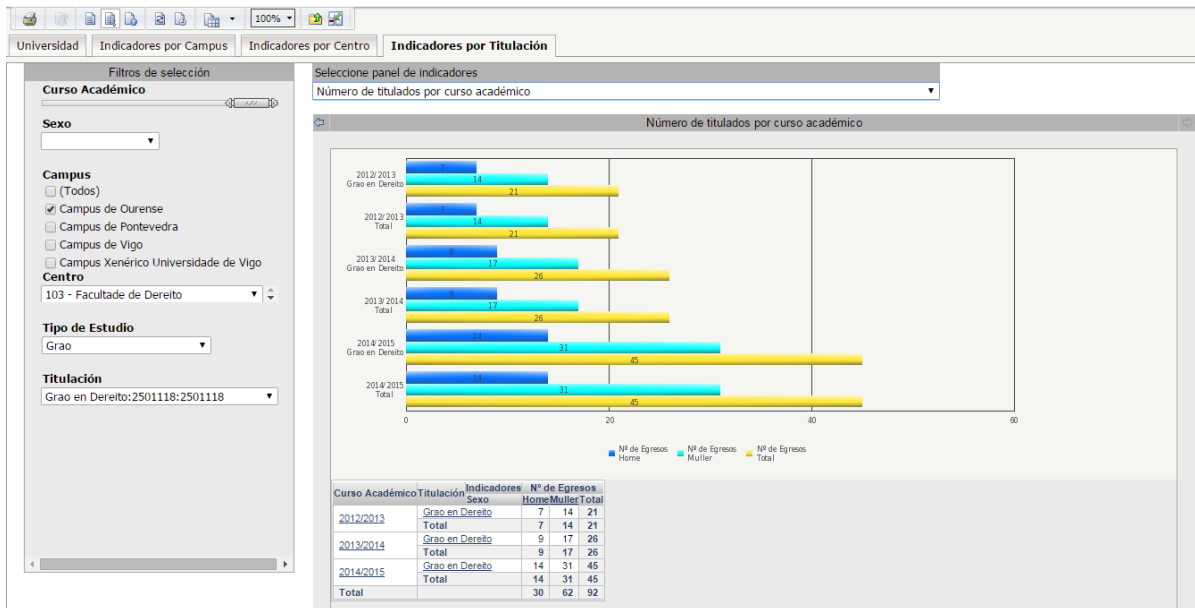 100%
Universidad Indicadores por Campus Indicadores por Centro Indicadores por Titulación
Filtros de selección
Curso Académico
Sexo
Campus
(Todos)
Campus de Ourense
Campus de Pontevedra
Campus de Vigo
Campus Xenérico Universidade de Vigo
Centro
103 - Facultade de Dereito
Tipo de Estudio
Grao
Titulación
Grao en Dereito:2501118:2501118
Seleccione panel de indicadores
Número de titulados por curso académico
Número de titulados por curso académico
2012/2013
Grao en Dereito
7
14
21
2012/2013
Total
7
14
21
2013/2014
Grao en Dereito
9
17
26
2013/2014
Total
9
17
26
2014/2015
Grao en Dereito
14
31
45
2014/2015
Total
14
31
45
0 20 40 60
Nº de Egresos Home
Nº de Egresos Muller
Nº de Egresos Total
Curso Académico Titulación Indicadores Nº de Egresos
Sexo Home Muller Total
2012/2013 Grao en Dereito 7 14 21
Total 7 14 21
2013/2014 Grao en Dereito 9 17 26
Total 9 17 26
2014/2015 Grao en Dereito 14 31 45
Total 14 31 45
Total 30 62 92